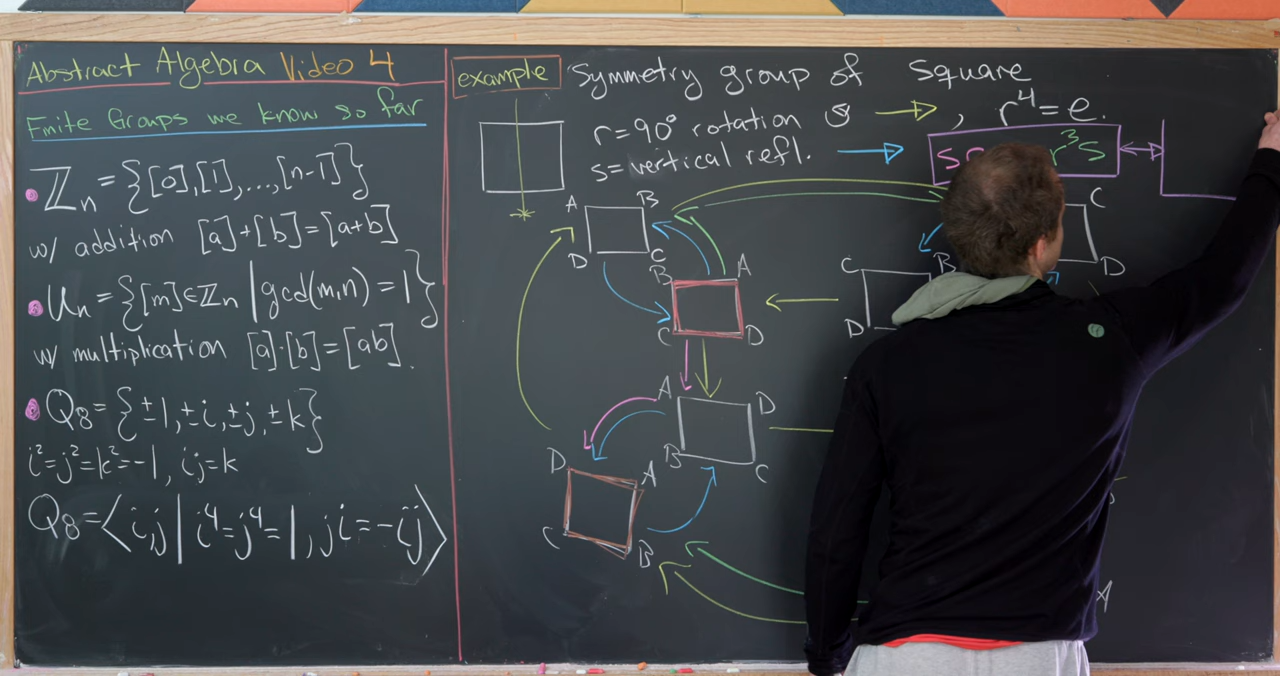 Abstract Algebra Video 4
Finite Groups we know so far
ℤn = {[0],[1],...,[n-1]}
w/ addition [a]+[b]=[a+b]
Un = {[m]∈ℤn | gcd(m,n)=1}
w/ multiplication [a]·[b]=[ab].
Q8 = {±1,±i,±j,±k}
i²=j²=k²=-1, ij=k
Q8=⟨i,j | i⁴=j⁴=1, ji=-ij⟩
example Symmetry group of Square
r=90° rotation ↺ → , r⁴=e.
s=vertical refl. →
s
r³s
A B
D C
C
D
B A
C D
C B
D
A D
B C
D A
C B
A